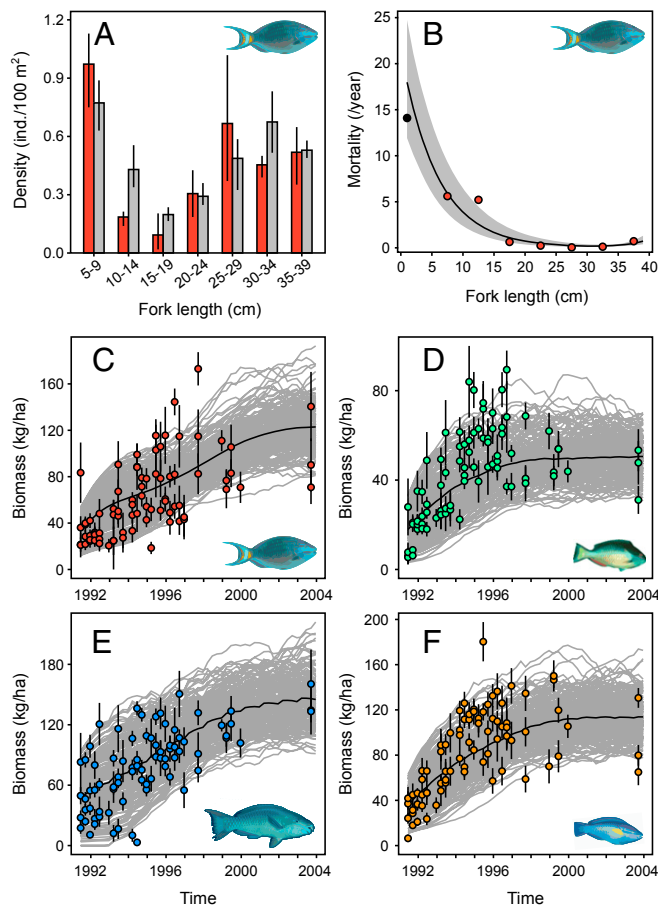 A
B
Density (ind./100 m²)
1.2
0.9
0.6
0.3
0.0
5-9
10-14
15-19
20-24
25-29
30-34
35-39
Fork length (cm)
Mortality (/year)
25
20
15
10
5
0
0 5 10 15 20 25 30 35 40
Fork length (cm)
C
D
Biomass (kg/ha)
160
120
80
40
0
1992 1996 2000 2004
Biomass (kg/ha)
80
40
0
1992 1996 2000 2004
E
F
Biomass (kg/ha)
180
120
60
0
1992 1996 2000 2004
Time
Biomass (kg/ha)
200
160
120
80
40
0
1992 1996 2000 2004
Time